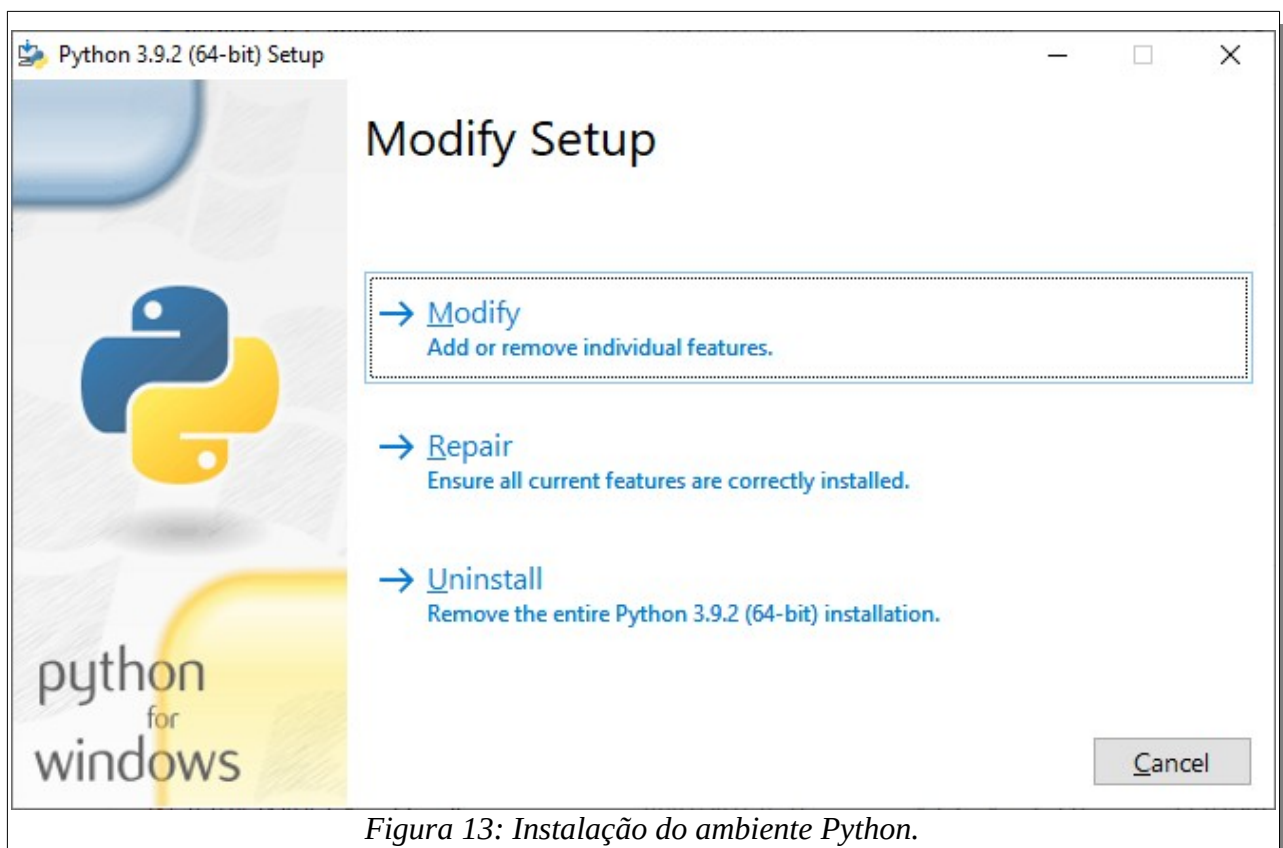 Python 3.9.2 (64-bit) Setup
Modify Setup
Modify
Add or remove individual features.
Repair
Ensure all current features are correctly installed.
Uninstall
Remove the entire Python 3.9.2 (64-bit) installation.
python
for
windows
Cancel
Figura 13: Instalação do ambiente Python.